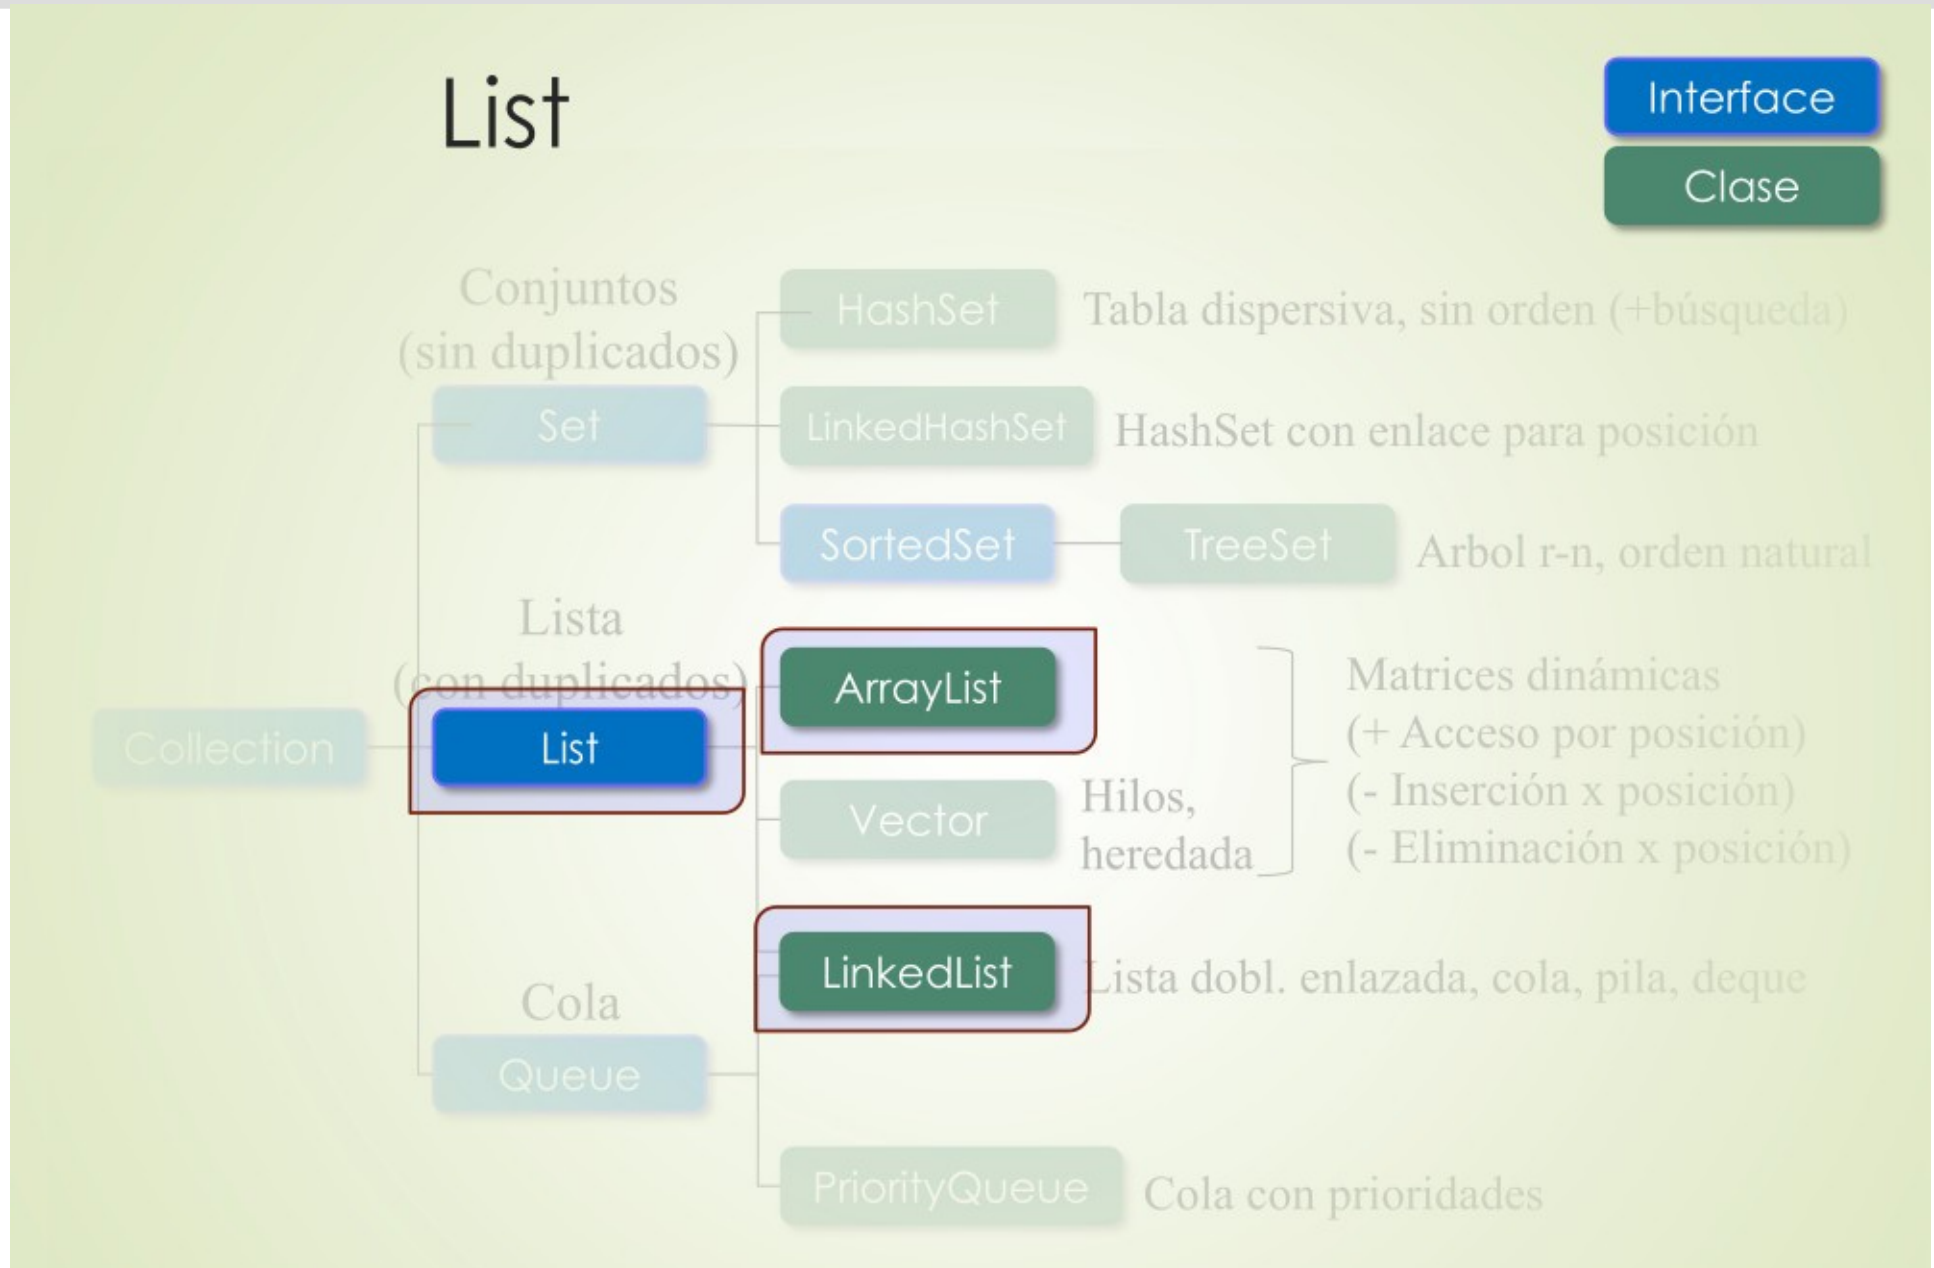 List
Interface
Clase
Conjuntos
(sin duplicados)
HashSet
Tabla dispersiva, sin orden (+búsqueda)
Set
LinkedHashSet
HashSet con enlace para posición
SortedSet
TreeSet
Arbol r-n, orden natural
Lista
(con duplicados)
ArrayList
Collection
List
Vector
Hilos,
heredada
Matrices dinámicas
(+ Acceso por posición)
(- Inserción x posición)
(- Eliminación x posición)
LinkedList
Lista dobl. enlazada, cola, pila, deque
Cola
Queue
PriorityQueue
Cola con prioridades